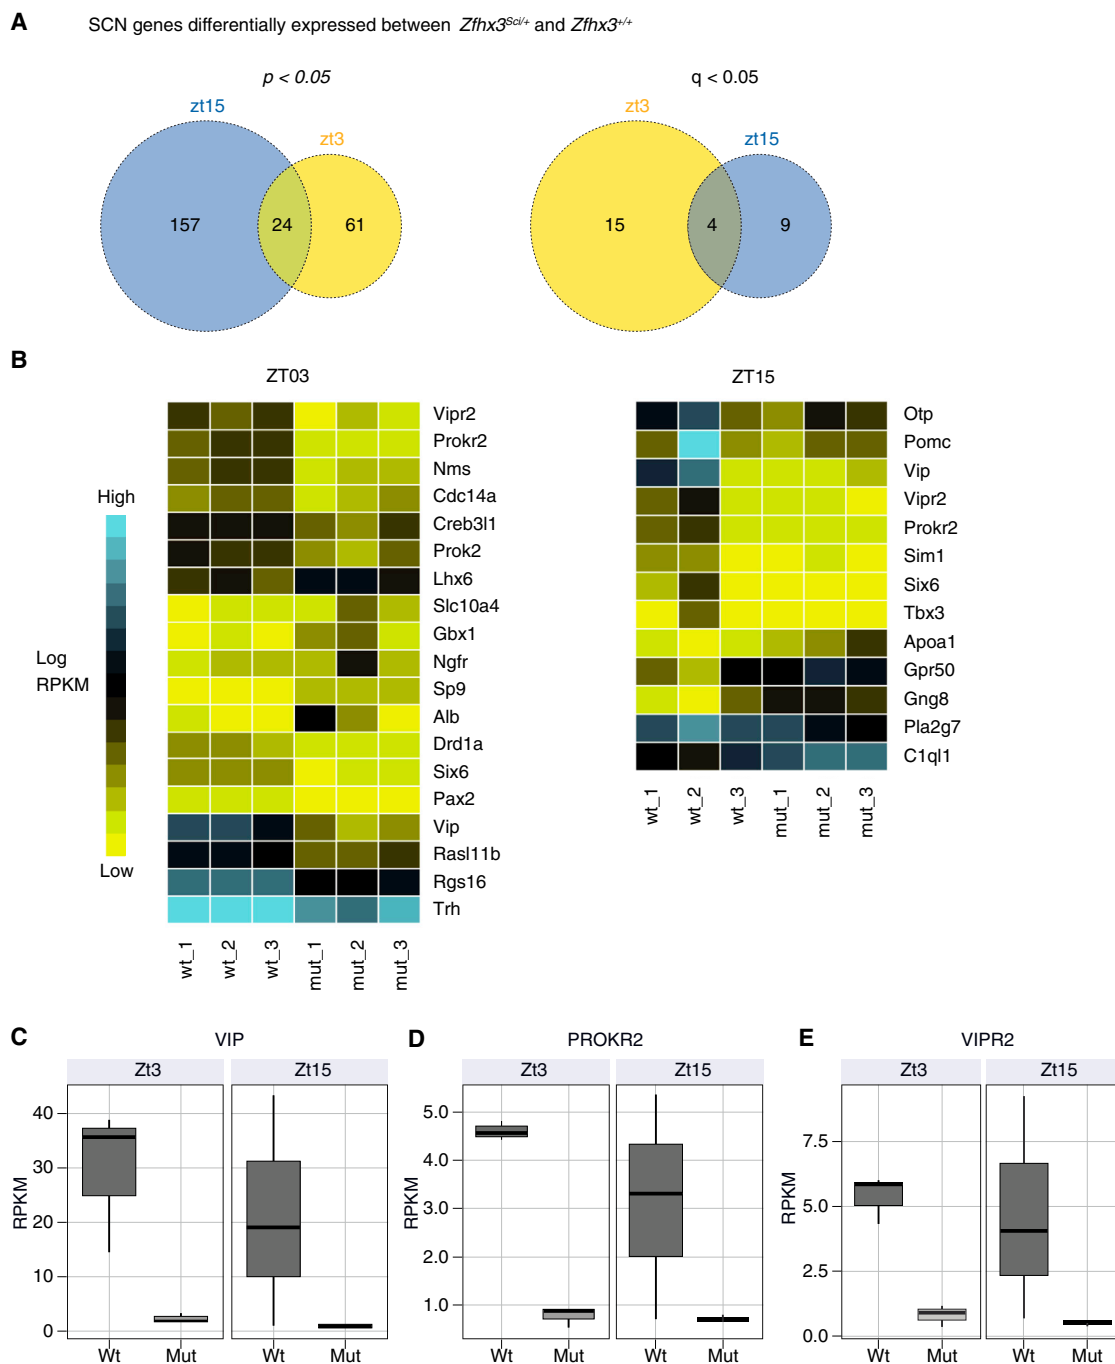 A
SCN genes differentially expressed between Zfhx3Sci/+ and Zfhx3+/+
p < 0.05
q < 0.05
zt15
zt3
157
24
61
zt3
zt15
15
4
9
B
ZT03
Vipr2
Prokr2
Nms
Cdc14a
Creb3l1
Prok2
Lhx6
Slc10a4
Gbx1
Ngfr
Sp9
Alb
Drd1a
Six6
Pax2
Vip
Rasl11b
Rgs16
Trh
High
Log
RPKM
Low
wt_1
wt_2
wt_3
mut_1
mut_2
mut_3
ZT15
Otp
Pomc
Vip
Vipr2
Prokr2
Sim1
Six6
Tbx3
Apoa1
Gpr50
Gng8
Pla2g7
C1ql1
wt_1
wt_2
wt_3
mut_1
mut_2
mut_3
C
VIP
Zt3
Zt15
RPKM
40
30
20
10
0
Wt
Mut
Wt
Mut
D
PROKR2
Zt3
Zt15
RPKM
5.0
4.0
3.0
2.0
1.0
Wt
Mut
Wt
Mut
E
VIPR2
Zt3
Zt15
RPKM
7.5
5.0
2.5
0.0
Wt
Mut
Wt
Mut